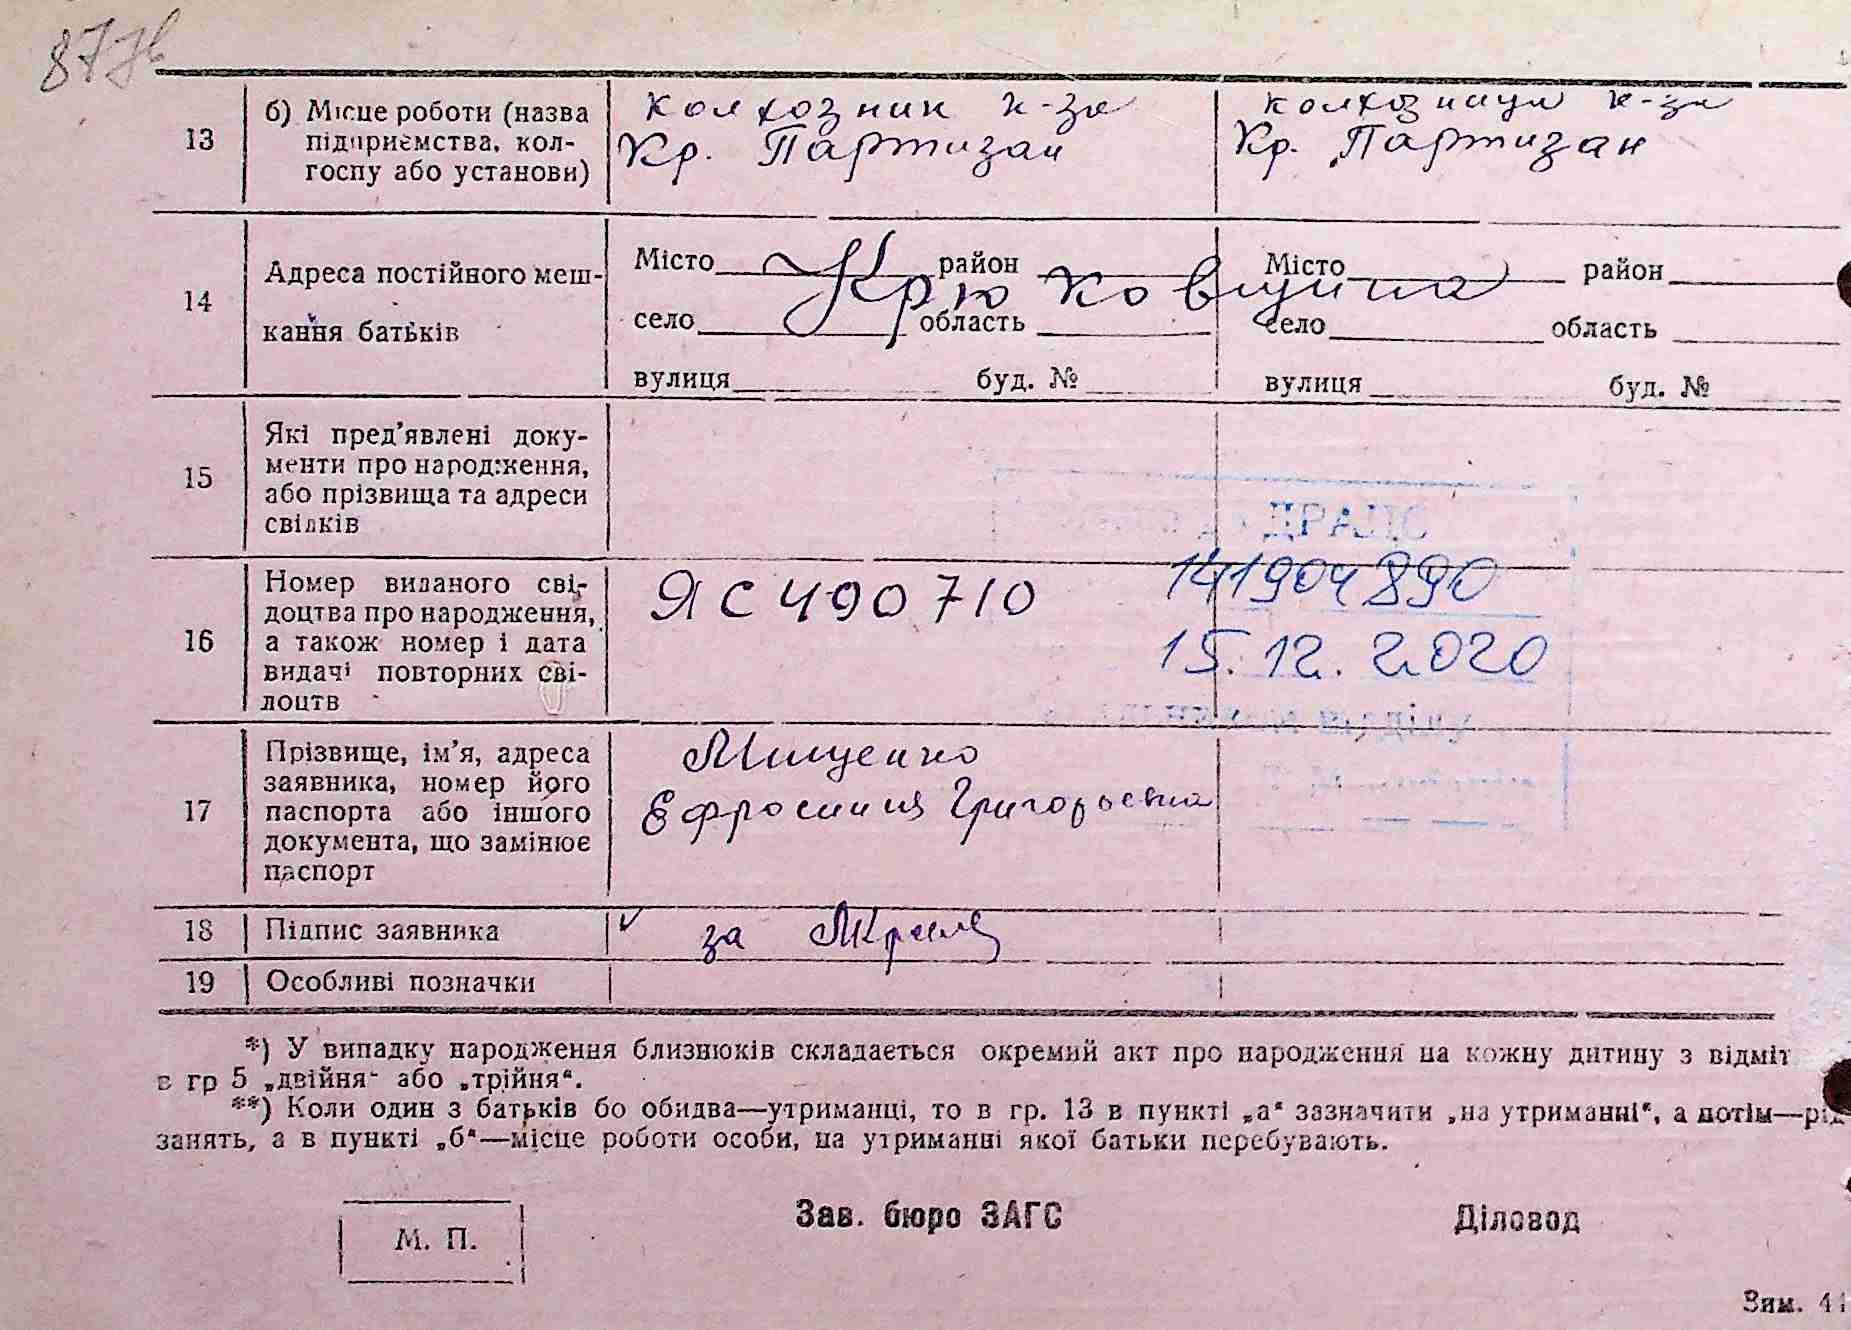 87
13
б) Місце роботи (назва
підприємства, кол-
госпу або установи)
колхозник к-за
Кр. Партизан
колхозница к-за
Кр. Партизан
14
Адреса постійного меш-
кання батьків
Місто район
село область
вулиця буд. №
Крюковщина
Місто район
село область
вулиця буд. №
15
Які пред’явлені доку-
менти про народження,
або прізвища та адреси
свідків
ДРАЦС
16
Номер виданого сві-
доцтва про народження,
а також номер і дата
видачі повторних сві-
доцтв
ЯС 490710
141904890
15.12.2020
17
Прізвище, ім’я, адреса
заявника, номер його
паспорта або іншого
документа, що замінює
паспорт
Мищенко
Ефросиния Григорьевна
18
Підпис заявника
за
19
Особливі позначки
*) У випадку народження близнюків складається окремий акт про народження на кожну дитину з відміт
в гр 5 „двійня“ або „трійня“.
**) Коли один з батьків бо обидва—утриманці, то в гр. 13 в пункті „а“ зазначити „на утриманні“, а потім—рід
занять, а в пункті „б“—місце роботи особи, на утриманні якої батьки перебувають.
М. П.
Зав. бюро ЗАГС
Діловод
Зим. 44